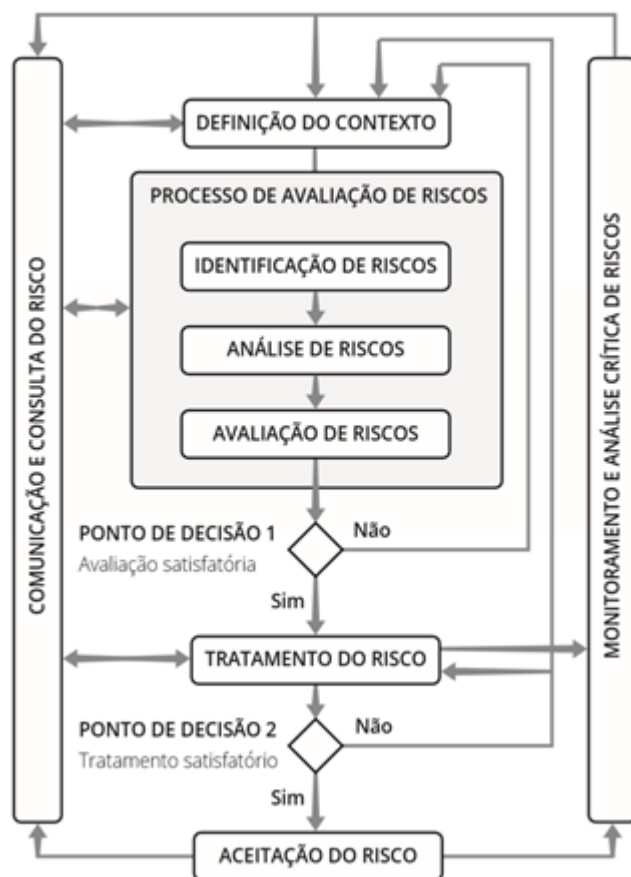 DEFINIÇÃO DO CONTEXTO
PROCESSO DE AVALIAÇÃO DE RISCOS
IDENTIFICAÇÃO DE RISCOS
ANÁLISE DE RISCOS
AVALIAÇÃO DE RISCOS
PONTO DE DECISÃO 1
Avaliação satisfatória
Não
Sim
TRATAMENTO DO RISCO
PONTO DE DECISÃO 2
Tratamento satisfatório
Não
Sim
ACEITAÇÃO DO RISCO
COMUNICAÇÃO E CONSULTA DO RISCO
MONITORAMENTO E ANÁLISE CRÍTICA DE RISCOS